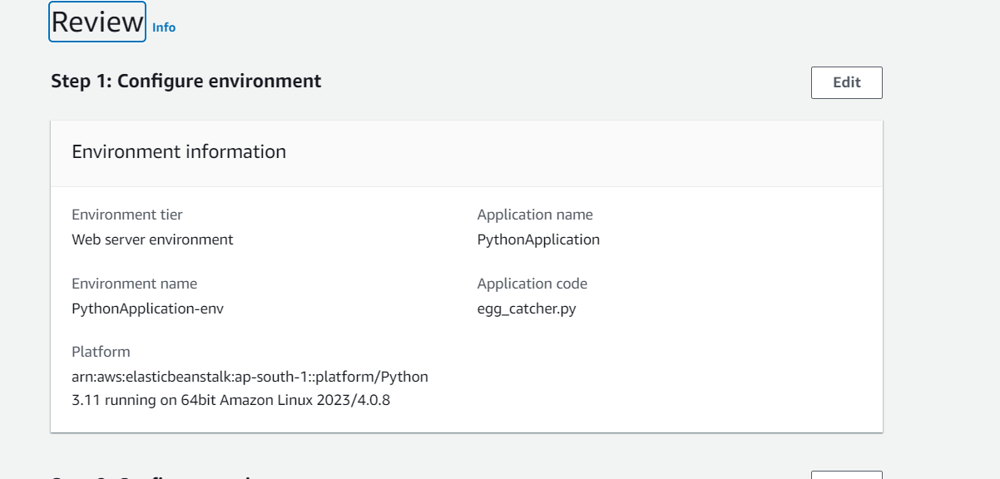 Review Info
Step 1: Configure environment
Edit
Environment information
Environment tier
Web server environment
Application name
PythonApplication
Environment name
PythonApplication-env
Application code
egg_catcher.py
Platform
arn:aws:elasticbeanstalk:ap-south-1::platform/Python
3.11 running on 64bit Amazon Linux 2023/4.0.8